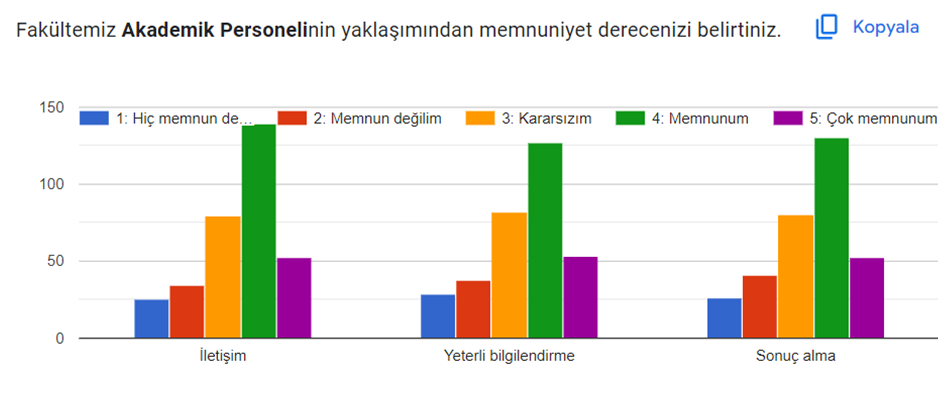 Fakültemiz Akademik Personelinin yaklaşımından memnuniyet derecenizi belirtiniz.
Kopyala
150
1: Hiç memnun de...
2: Memnun değilim
3: Kararsızım
4: Memnunum
5: Çok memnunum
100
50
0
İletişim
Yeterli bilgilendirme
Sonuç alma